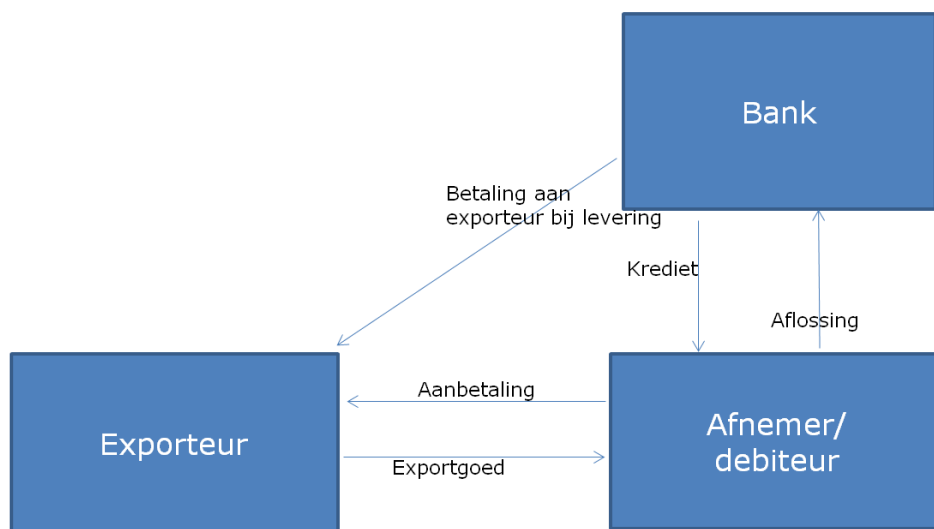 Bank
Betaling aan
exporteur bij levering
Krediet
Aflossing
Aanbetaling
Exporteur
Afnemer/
debiteur
Exportgoed